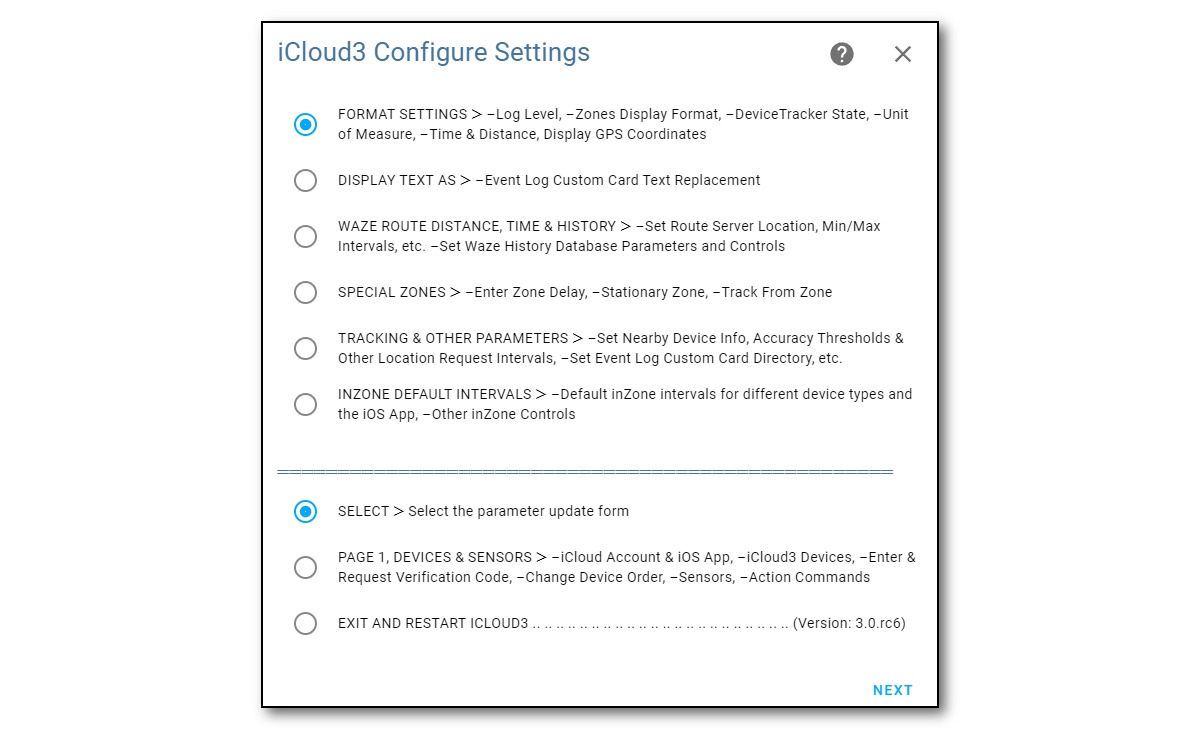 iCloud3 Configure Settings
FORMAT SETTINGS > –Log Level, –Zones Display Format, –DeviceTracker State, –Unit
of Measure, –Time & Distance, Display GPS Coordinates
DISPLAY TEXT AS > –Event Log Custom Card Text Replacement
WAZE ROUTE DISTANCE, TIME & HISTORY > –Set Route Server Location, Min/Max
Intervals, etc. –Set Waze History Database Parameters and Controls
SPECIAL ZONES > –Enter Zone Delay, –Stationary Zone, –Track From Zone
TRACKING & OTHER PARAMETERS > –Set Nearby Device Info, Accuracy Thresholds &
Other Location Request Intervals, –Set Event Log Custom Card Directory, etc.
INZONE DEFAULT INTERVALS > –Default inZone intervals for different device types and
the iOS App, –Other inZone Controls
SELECT > Select the parameter update form
PAGE 1, DEVICES & SENSORS > –iCloud Account & iOS App, –iCloud3 Devices, –Enter &
Request Verification Code, –Change Device Order, –Sensors, –Action Commands
EXIT AND RESTART ICLOUD3 .. .. .. .. .. .. .. .. .. .. .. .. .. .. .. .. .. .. .. .. .. .. (Version: 3.0.rc6)
NEXT